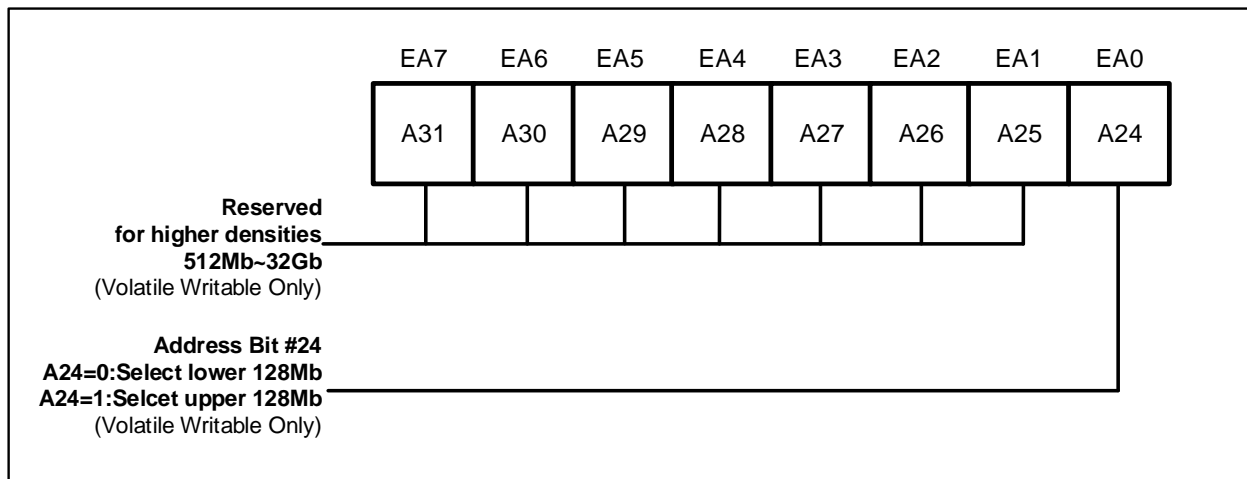 EA7 EA6 EA5 EA4 EA3 EA2 EA1 EA0
A31 A30 A29 A28 A27 A26 A25 A24
Reserved
for higher densities
512Mb~32Gb
(Volatile Writable Only)
Address Bit #24
A24=0:Select lower 128Mb
A24=1:Selcet upper 128Mb
(Volatile Writable Only)